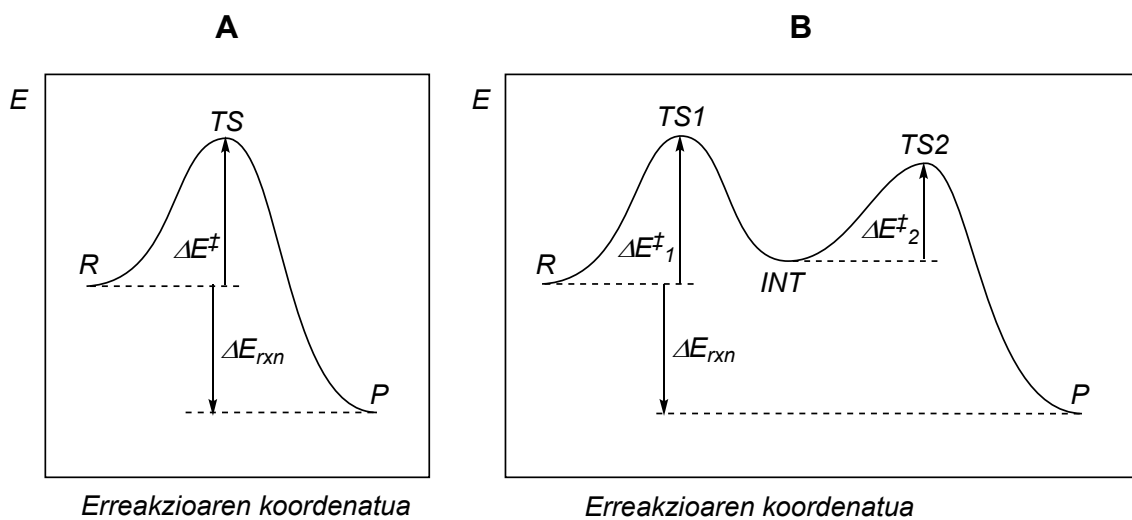 A
E
TS
R
ΔE‡
ΔErxn
P
Erreakzioaren koordenatua
B
E
TS1
TS2
R
ΔE‡1
ΔE‡2
INT
ΔErxn
P
Erreakzioaren koordenatua